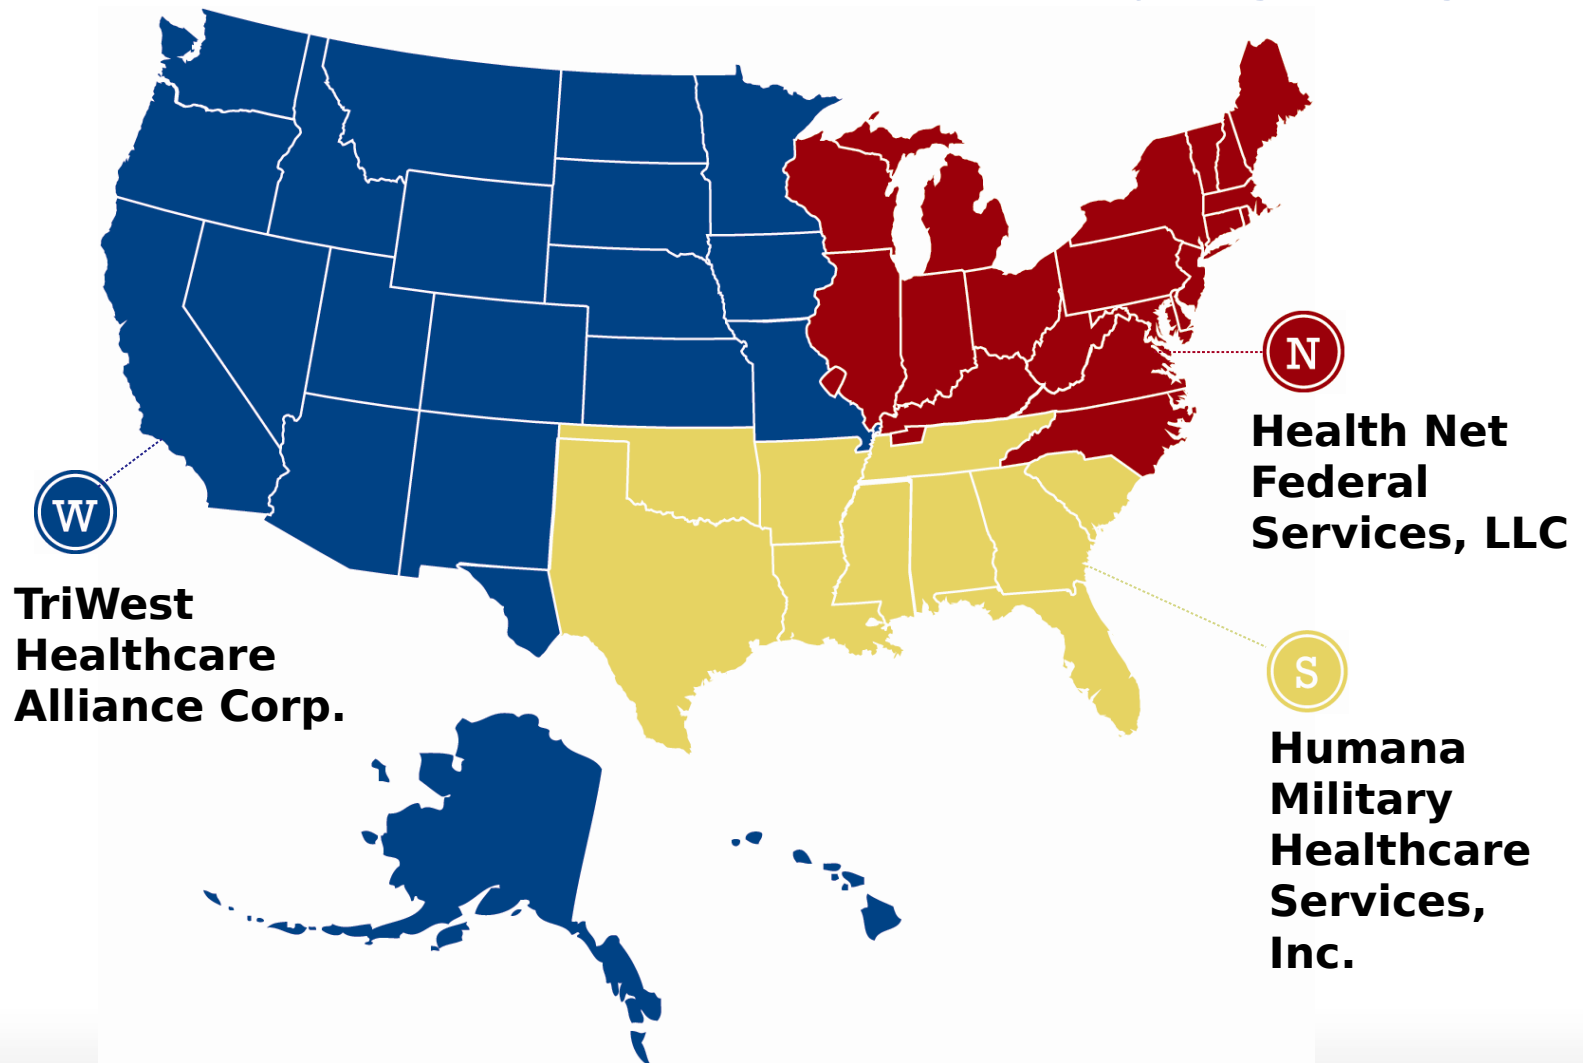 N
Health Net
Federal
Services, LLC
W
TriWest
Healthcare
Alliance Corp.
S
Humana
Military
Healthcare
Services,
Inc.